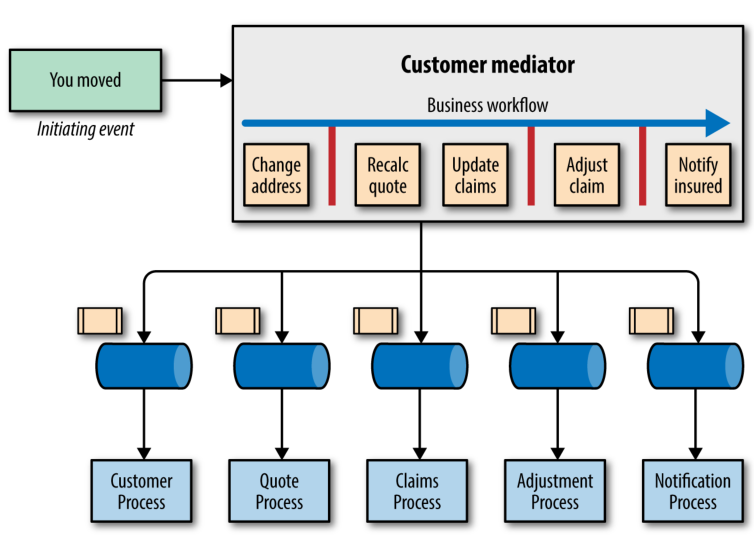 You moved
Initiating event
Customer mediator
Business workflow
Change
address
Recalc
quote
Update
claims
Adjust
claim
Notify
insured
Customer
Process
Quote
Process
Claims
Process
Adjustment
Process
Notification
Process